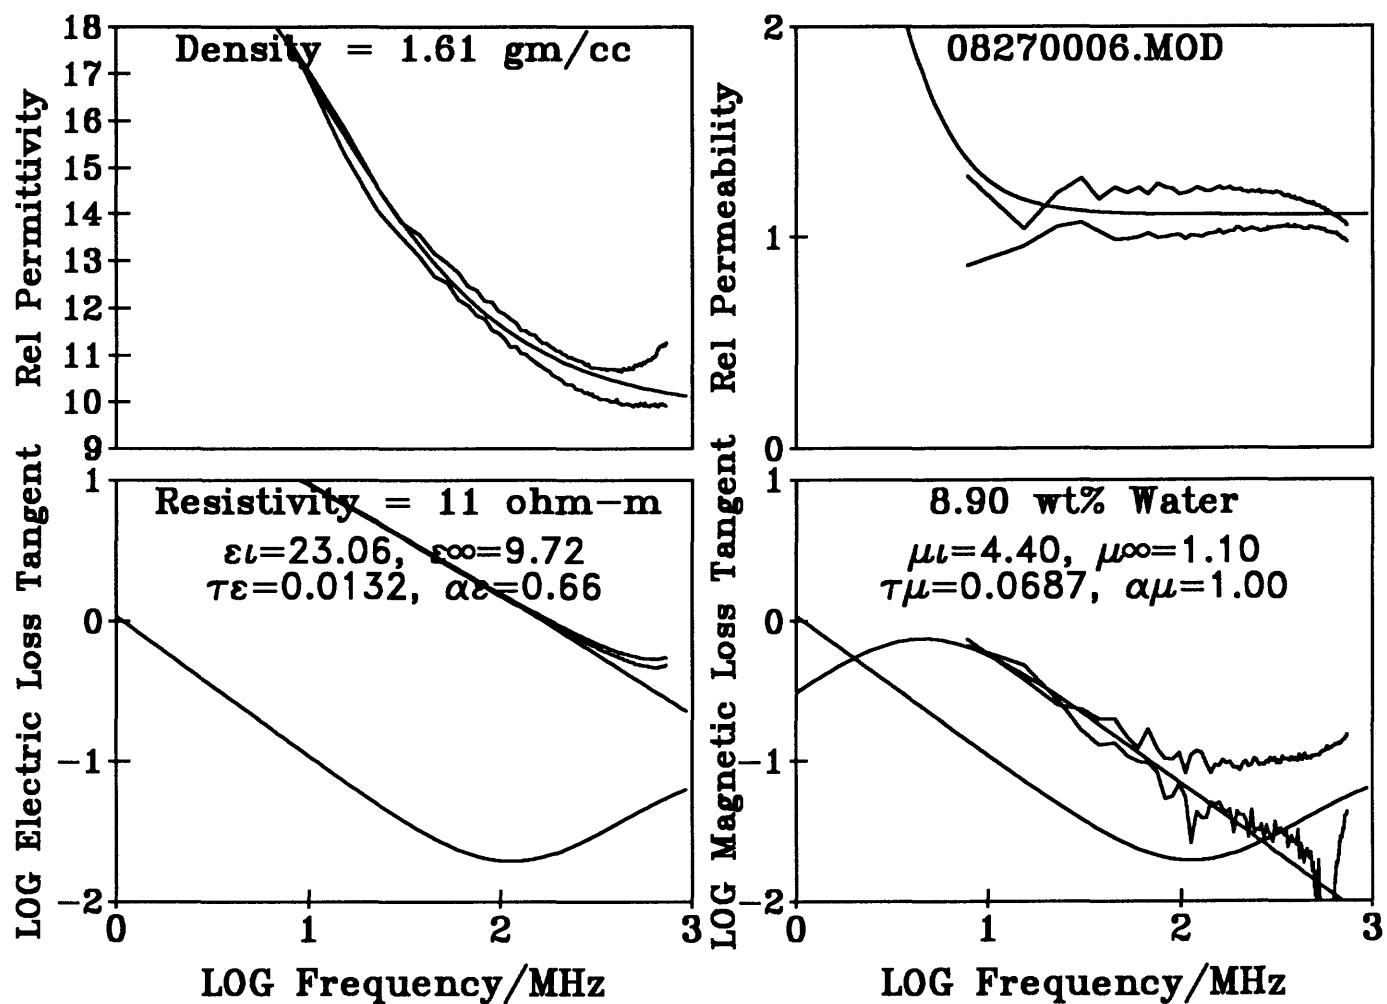 Density = 1.61 gm/cc
Rel Permittivity
18
17
16
15
14
13
12
11
10
9
08270006.MOD
Rel Permeability
2
1
0
Resistivity = 11 ohm-m
ει=23.06, ε∞=9.72
τε=0.0132, αε=0.66
LOG Electric Loss Tangent
1
0
-1
-2
0 1 2 3
LOG Frequency/MHz
8.90 wt% Water
μι=4.40, μ∞=1.10
τμ=0.0687, αμ=1.00
LOG Magnetic Loss Tangent
1
0
-1
-2
0 1 2 3
LOG Frequency/MHz